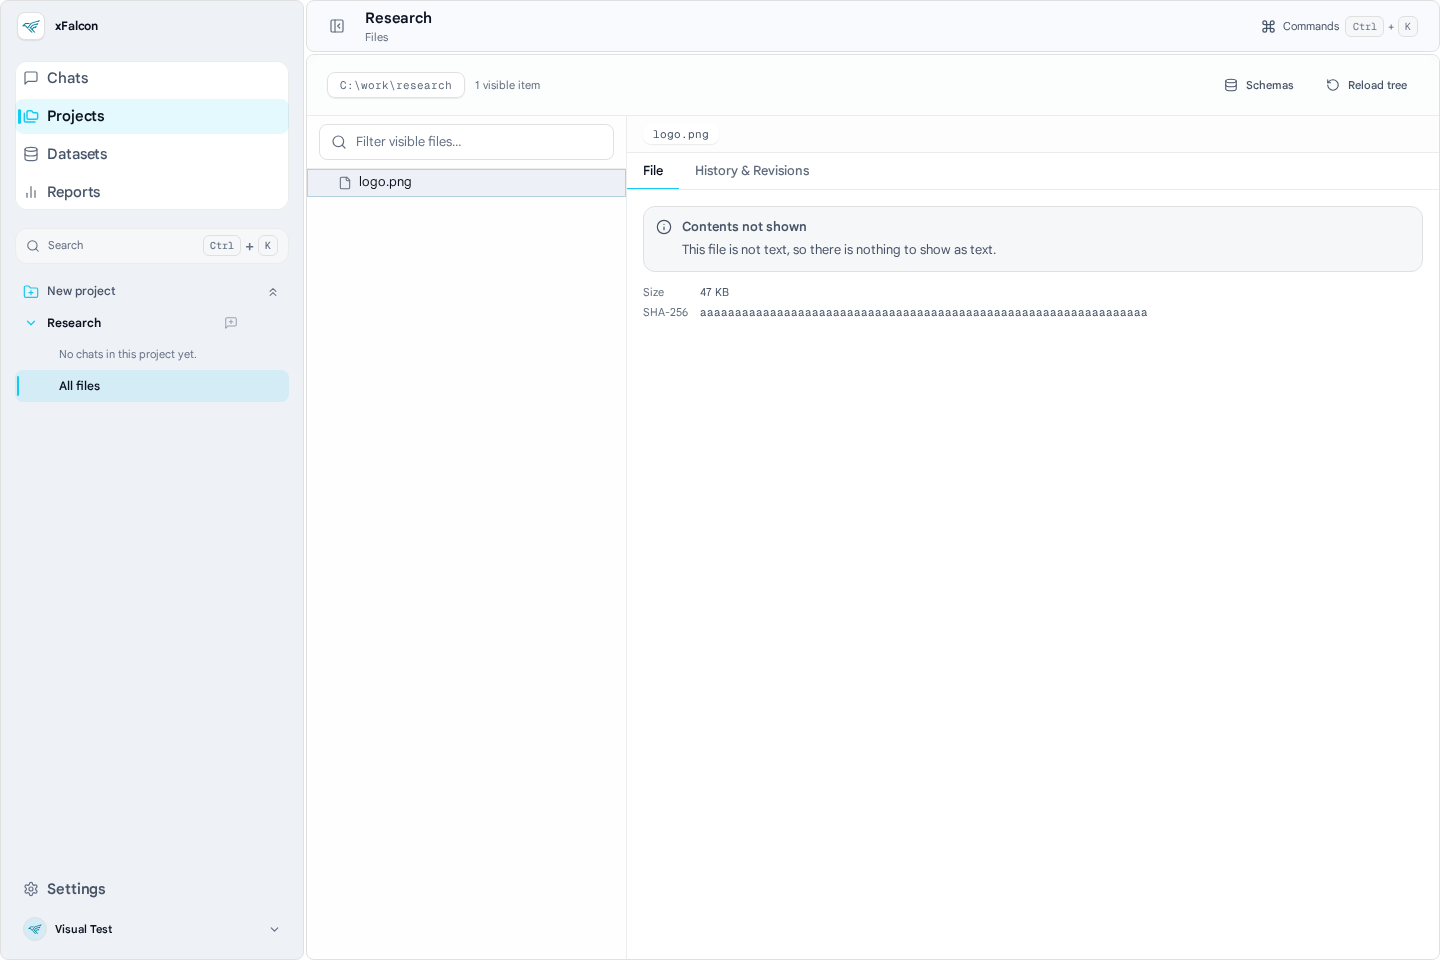 xFalcon
Chats
Projects
Datasets
Reports
Search Ctrl + K
New project
Research
No chats in this project yet.
All files
Settings
Visual Test
Research
Files
Commands Ctrl + K
C:\work\research 1 visible item
Schemas Reload tree
Filter visible files...
logo.png
logo.png
File History & Revisions
Contents not shown
This file is not text, so there is nothing to show as text.
Size 47 KB
SHA-256 aaaaaaaaaaaaaaaaaaaaaaaaaaaaaaaaaaaaaaaaaaaaaaaaaaaaaaaaaaaaaaaa